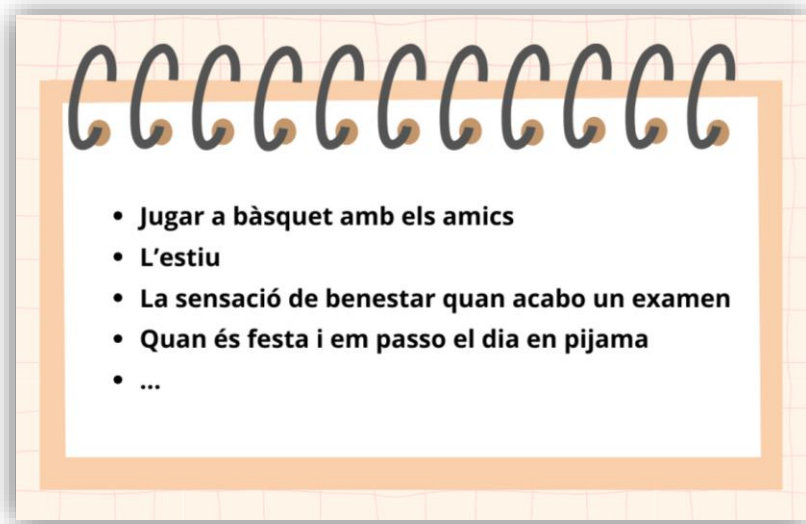 • Jugar a bàsquet amb els amics
• L’estiu
• La sensació de benestar quan acabo un examen
• Quan és festa i em passo el dia en pijama
• ...